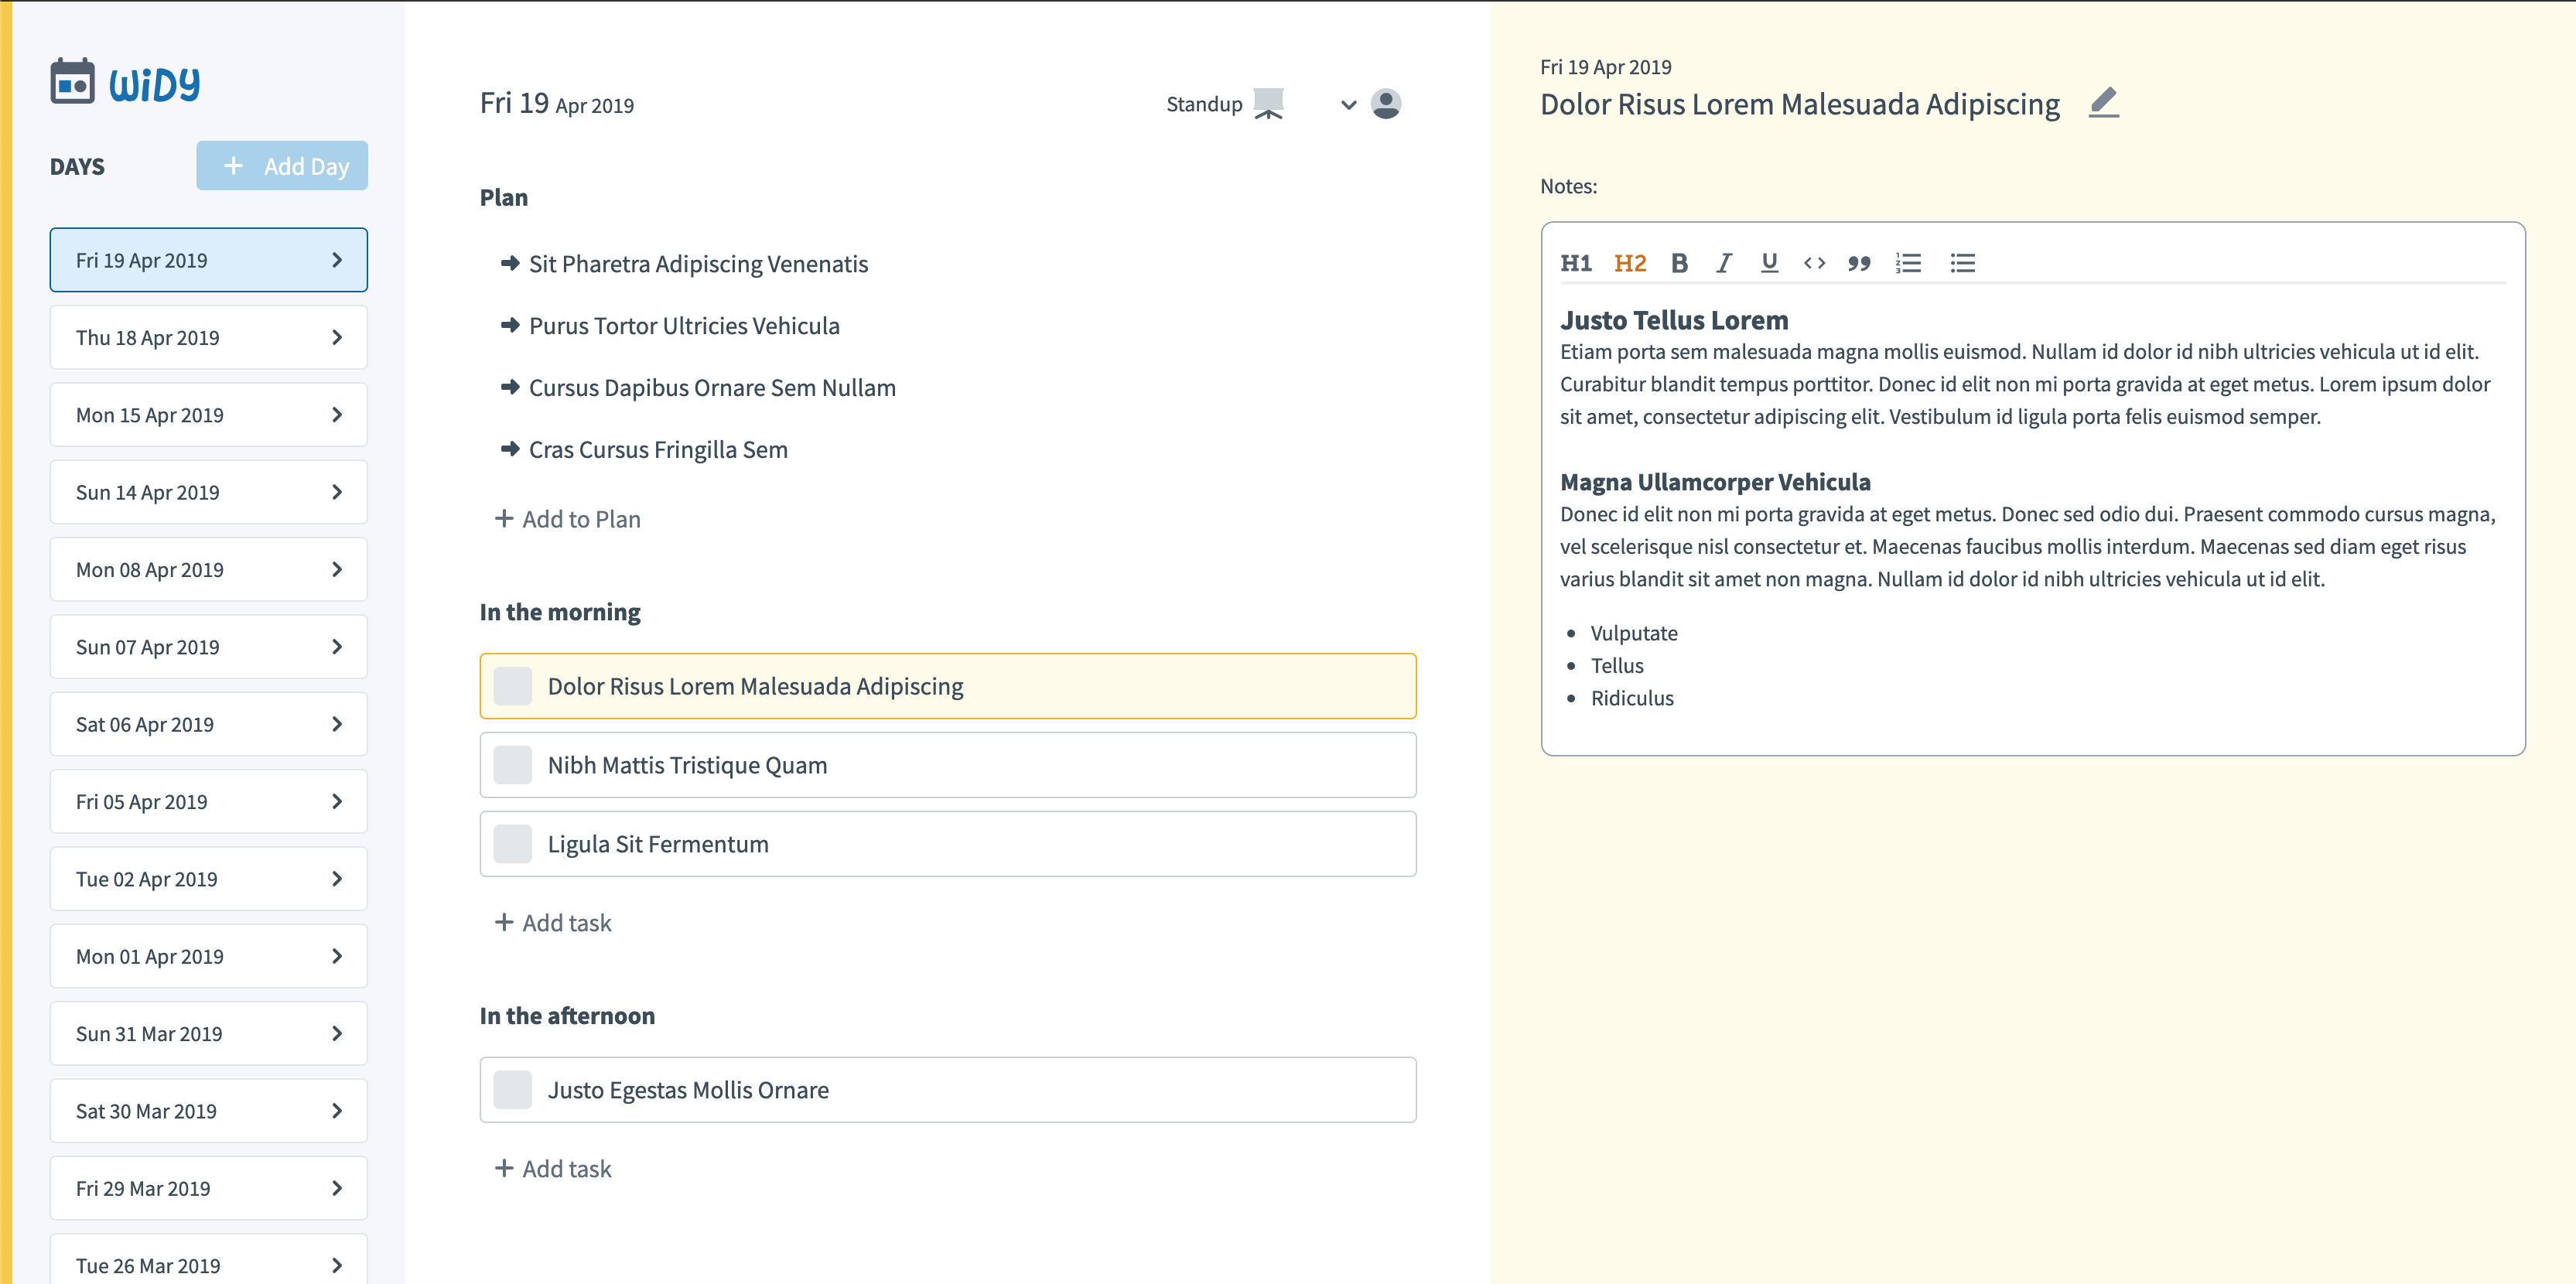 WiDY
DAYS
+ Add Day
Fri 19 Apr 2019
Thu 18 Apr 2019
Mon 15 Apr 2019
Sun 14 Apr 2019
Mon 08 Apr 2019
Sun 07 Apr 2019
Sat 06 Apr 2019
Fri 05 Apr 2019
Tue 02 Apr 2019
Mon 01 Apr 2019
Sun 31 Mar 2019
Sat 30 Mar 2019
Fri 29 Mar 2019
Tue 26 Mar 2019
Fri 19 Apr 2019
Standup
Plan
Sit Pharetra Adipiscing Venenatis
Purus Tortor Ultricies Vehicula
Cursus Dapibus Ornare Sem Nullam
Cras Cursus Fringilla Sem
+ Add to Plan
In the morning
Dolor Risus Lorem Malesuada Adipiscing
Nibh Mattis Tristique Quam
Ligula Sit Fermentum
+ Add task
In the afternoon
Justo Egestas Mollis Ornare
+ Add task
Fri 19 Apr 2019
Dolor Risus Lorem Malesuada Adipiscing
Notes:
H1 H2 B I U <> ”
Justo Tellus Lorem
Etiam porta sem malesuada magna mollis euismod. Nullam id dolor id nibh ultricies vehicula ut id elit.
Curabitur blandit tempus porttitor. Donec id elit non mi porta gravida at eget metus. Lorem ipsum dolor
sit amet, consectetur adipiscing elit. Vestibulum id ligula porta felis euismod semper.
Magna Ullamcorper Vehicula
Donec id elit non mi porta gravida at eget metus. Donec sed odio dui. Praesent commodo cursus magna,
vel scelerisque nisl consectetur et. Maecenas faucibus mollis interdum. Maecenas sed diam eget risus
varius blandit sit amet non magna. Nullam id dolor id nibh ultricies vehicula ut id elit.
• Vulputate
• Tellus
• Ridiculus